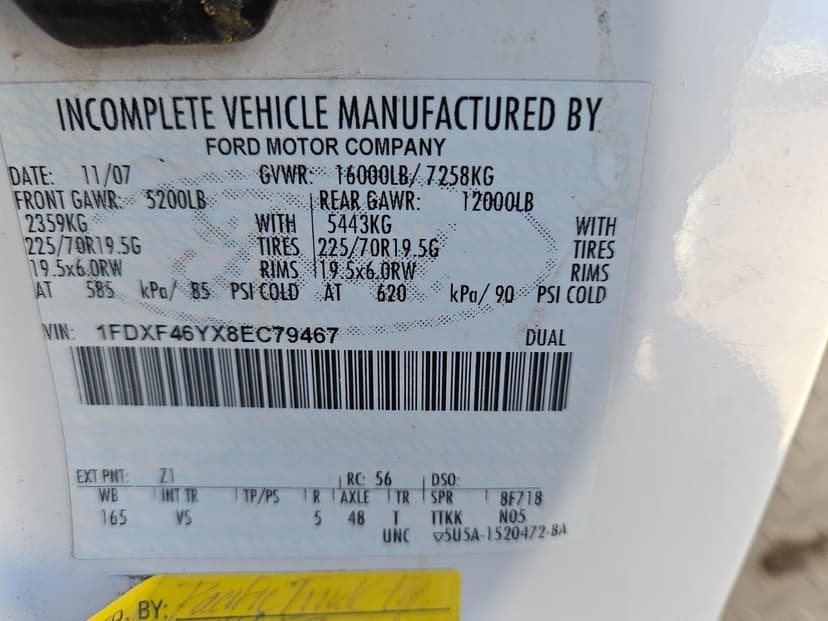 INCOMPLETE VEHICLE MANUFACTURED BY
FORD MOTOR COMPANY
DATE: 11/07 GVWR: 16000LB/ 7258KG
FRONT GAWR: 5200LB REAR GAWR: 12000LB
2359KG WITH 5443KG WITH
225/70R19.5G TIRES 225/70R19.5G TIRES
19.5x6.0RW RIMS 19.5x6.0RW RIMS
AT 585 kPa/ 85 PSI COLD AT 620 kPa/ 90 PSI COLD
VIN: 1FDXF46YX8EC79467 DUAL
EXT PNT: Z1 RC: 56 DSO:
WB INT TR TP/PS R AXLE TR SPR 8F718
165 VS 5 48 T TTKK N05
UNC ▽5U5A-1520472-BA
BY: Pacific Truck